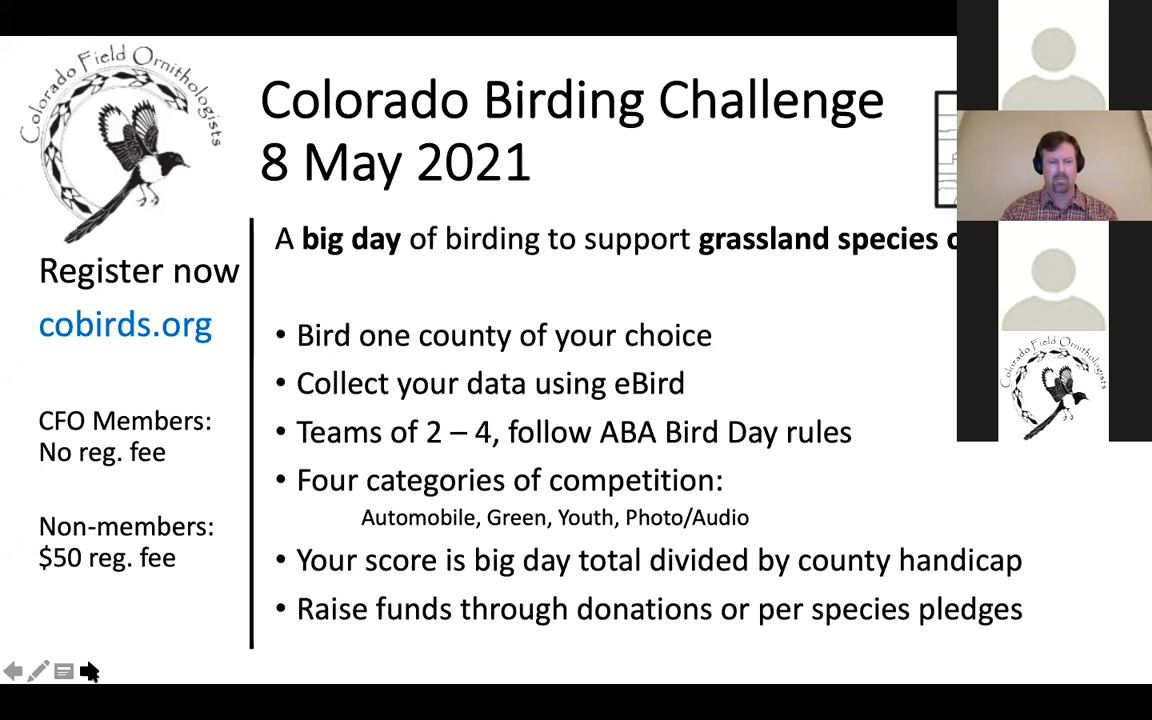 Colorado Field Ornithologists
Colorado Birding Challenge
8 May 2021
Register now
cobirds.org
CFO Members:
No reg. fee
Non-members:
$50 reg. fee
A big day of birding to support grassland species
• Bird one county of your choice
• Collect your data using eBird
• Teams of 2 – 4, follow ABA Bird Day rules
• Four categories of competition:
Automobile, Green, Youth, Photo/Audio
• Your score is big day total divided by county handicap
• Raise funds through donations or per species pledges
Colorado Field Ornithologists